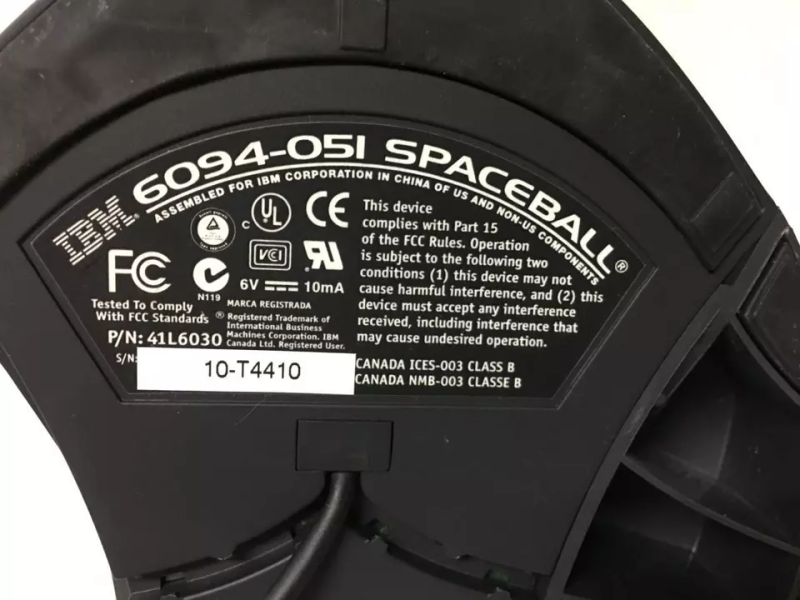 IBM® 6094-051 SPACEBALL®
ASSEMBLED FOR IBM CORPORATION IN CHINA OF US AND NON-US COMPONENTS
C UL CE
FC
N119
VCI
6V 10mA
Tested To Comply
With FCC Standards
MARCA REGISTRADA
® Registered Trademark of
International Business
Machines Corporation. IBM
Canada Ltd. Registered User.
P/N: 41L6030
S/N:
10-T4410
This device
complies with Part 15
of the FCC Rules. Operation
is subject to the following two
conditions (1) this device may not
cause harmful interference, and (2) this
device must accept any interference
received, including interference that
may cause undesired operation.
CANADA ICES-003 CLASS B
CANADA NMB-003 CLASSE B